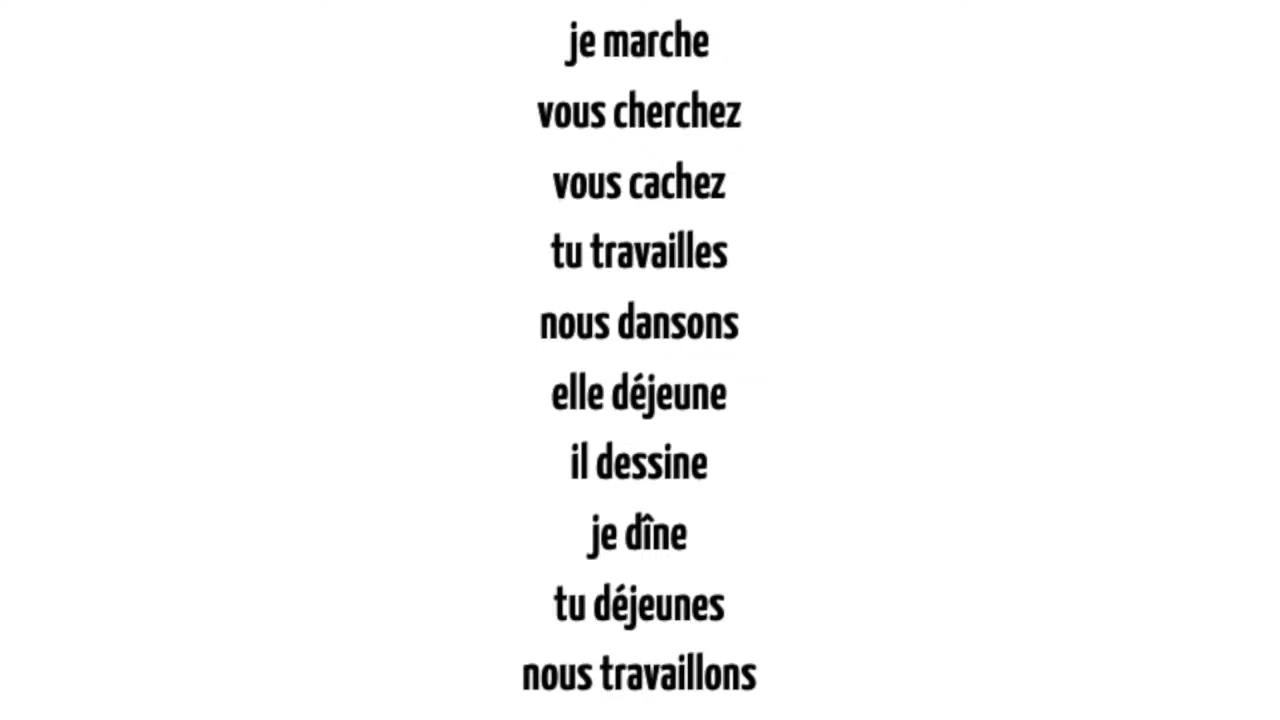 je marche
vous cherchez
vous cachez
tu travailles
nous dansons
elle déjeune
il dessine
je dîne
tu déjeunes
nous travaillons